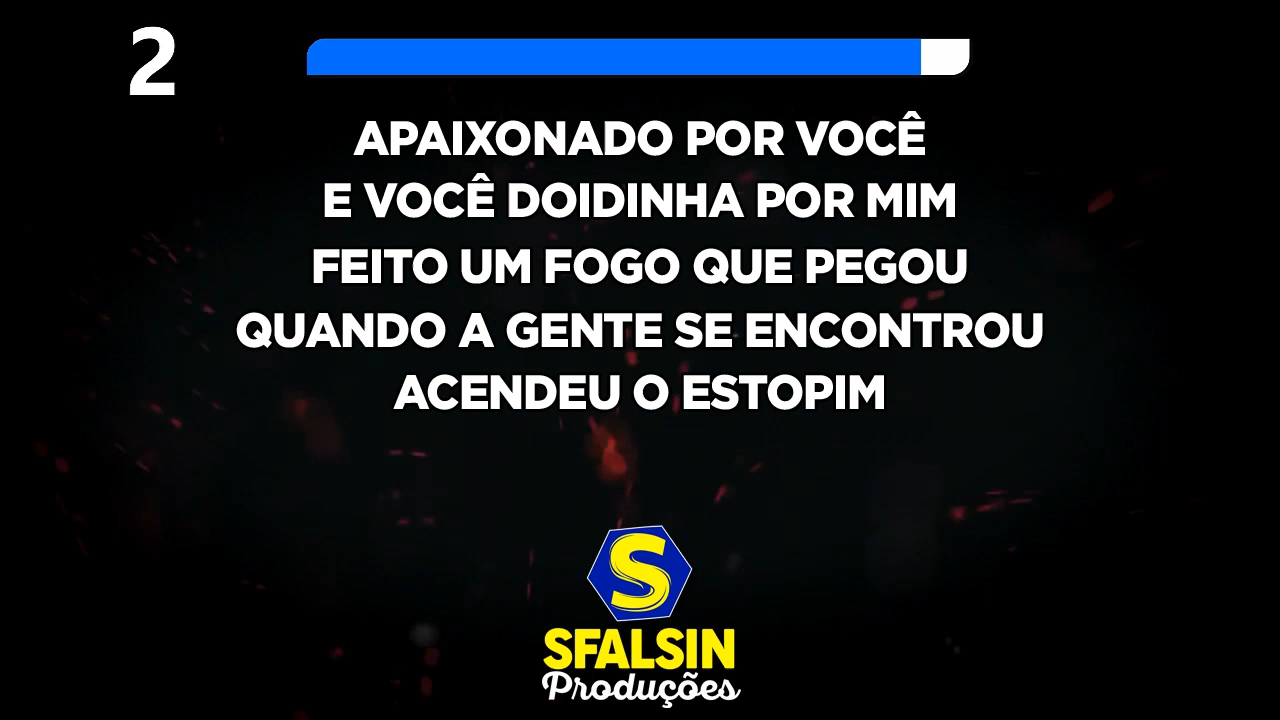 2
APAIXONADO POR VOCÊ
E VOCÊ DOIDINHA POR MIM
FEITO UM FOGO QUE PEGOU
QUANDO A GENTE SE ENCONTROU
ACENDEU O ESTOPIM
S
SFALSIN
Produções